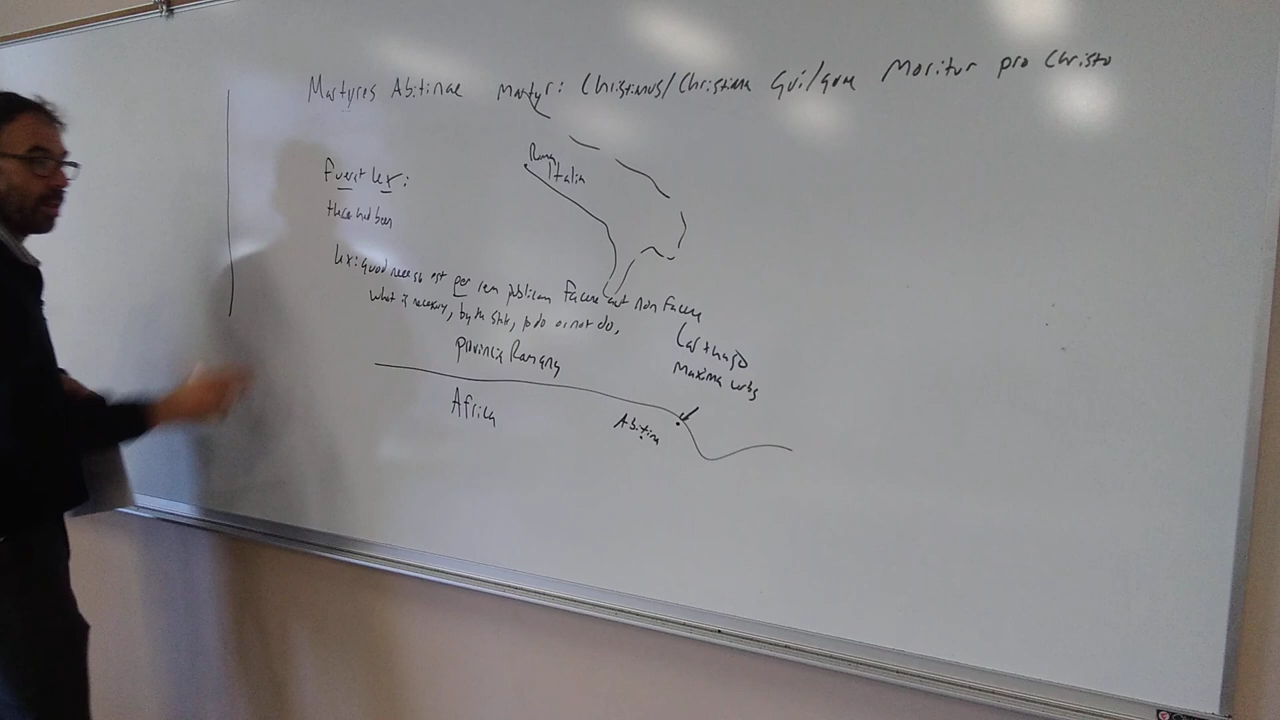 Martyres Abitinae Martyr: Christianus/Christiana Qui/quae Moritur pro Christo
Roma
Italia
Fuerat lex:
there had been
lex: quod necesse est per rem publicam facere aut non facere
what is necessary, by the state, to do or not do,
Carthago
Maxima urbs
provincia Romana
Africa
Abitina